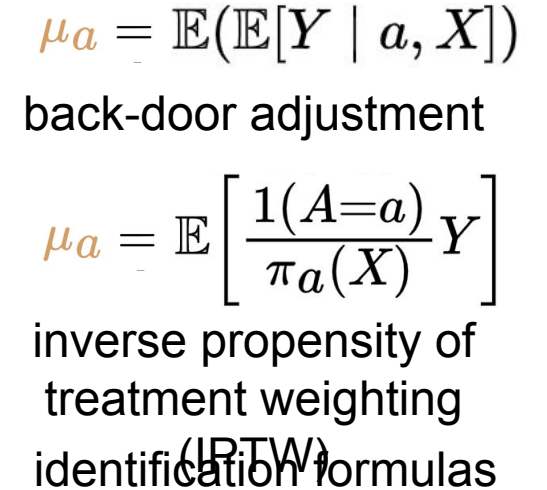 μₐ = 𝔼(𝔼[Y | a, X])
back-door adjustment
μₐ = 𝔼[1(A=a)/πₐ(X) Y]
inverse propensity of
treatment weighting
(IPTW)
identification formulas